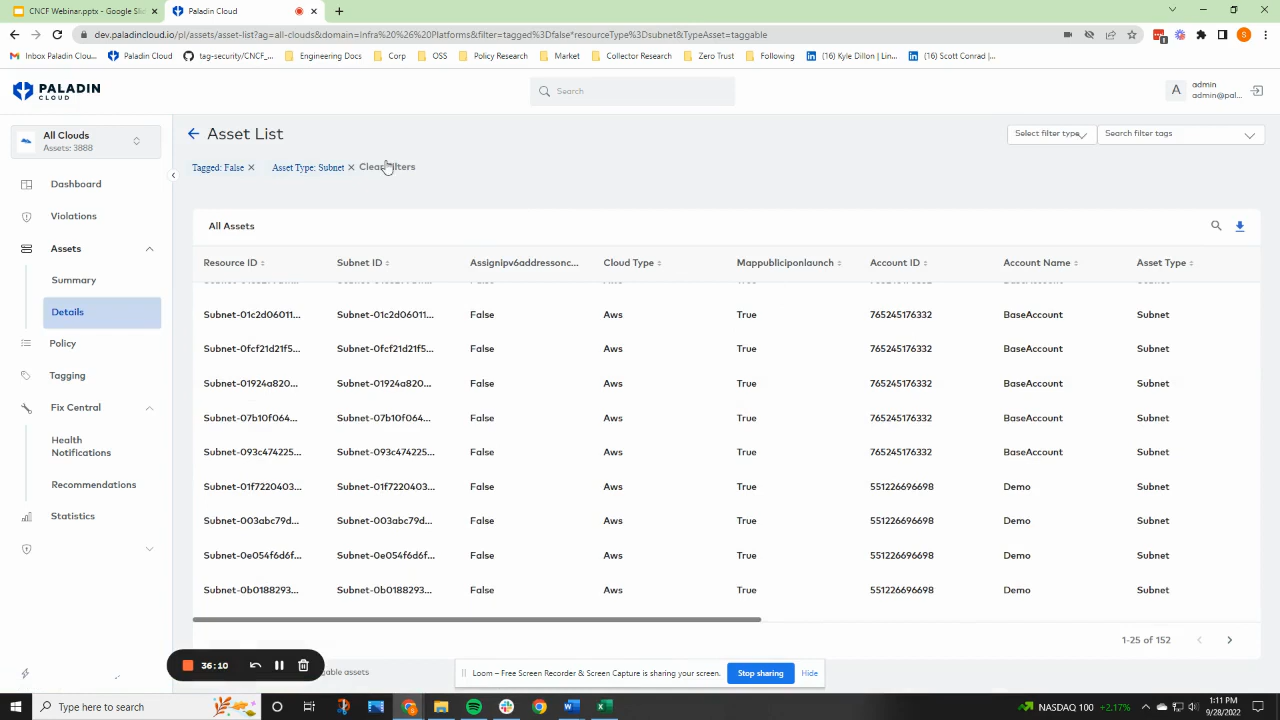 CNCF Webinar.pptx - Google Slid
Paladin Cloud
dev.paladincloud.io/pl/assets/asset-list?ag=all-clouds&domain=Infra%20%26%20Platforms&filter=tagged%3Dfalse*resourceType%3Dsubnet&TypeAsset=taggable
S
Inbox Paladin Clou...
Paladin Cloud
tag-security/CNCF_...
Engineering Docs
Corp
OSS
Policy Research
Market
Collector Research
Zero Trust
Following
(16) Kyle Dillon | Lin...
(16) Scott Conrad |...
PALADIN
CLOUD
Search
A
admin
admin@pal...
All Clouds
Assets: 3888
Asset List
Select filter type
Search filter tags
Tagged: False
Asset Type: Subnet
Clear filters
Dashboard
Violations
Assets
Summary
Details
Policy
Tagging
Fix Central
Health
Notifications
Recommendations
Statistics
All Assets
Resource ID
Subnet ID
Assignipv6addressonc...
Cloud Type
Mappubliciponlaunch
Account ID
Account Name
Asset Type
Subnet-01c2d06011... Subnet-01c2d06011... False Aws True 765245176332 BaseAccount Subnet
Subnet-0fcf21d21f5... Subnet-0fcf21d21f5... False Aws True 765245176332 BaseAccount Subnet
Subnet-01924a820... Subnet-01924a820... False Aws True 765245176332 BaseAccount Subnet
Subnet-07b10f064... Subnet-07b10f064... False Aws True 765245176332 BaseAccount Subnet
Subnet-093c474225... Subnet-093c474225... False Aws True 765245176332 BaseAccount Subnet
Subnet-01f7220403... Subnet-01f7220403... False Aws True 551226696698 Demo Subnet
Subnet-003abc79d... Subnet-003abc79d... False Aws True 551226696698 Demo Subnet
Subnet-0e054f6d6f... Subnet-0e054f6d6f... False Aws True 551226696698 Demo Subnet
Subnet-0b0188293... Subnet-0b0188293... False Aws True 551226696698 Demo Subnet
1-25 of 152
36:10
assets
Loom – Free Screen Recorder & Screen Capture is sharing your screen.
Stop sharing
Hide
Type here to search
NASDAQ 100 +2.17%
1:11 PM
9/28/2022